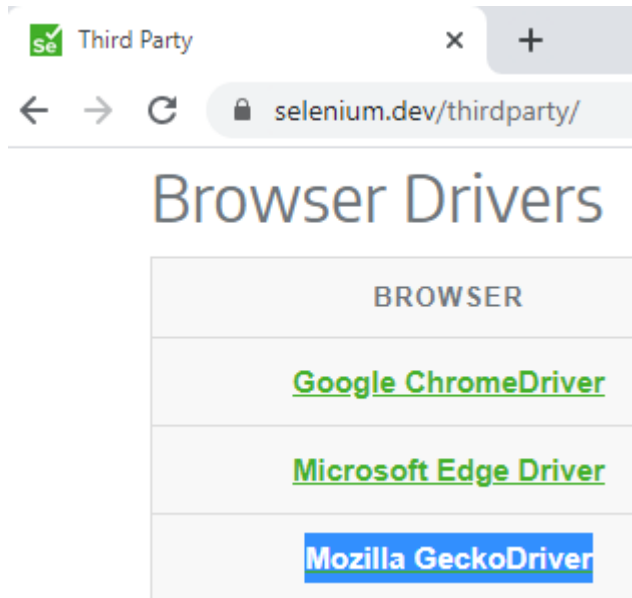 Se Third Party
selenium.dev/thirdparty/
Browser Drivers
BROWSER
Google ChromeDriver
Microsoft Edge Driver
Mozilla GeckoDriver